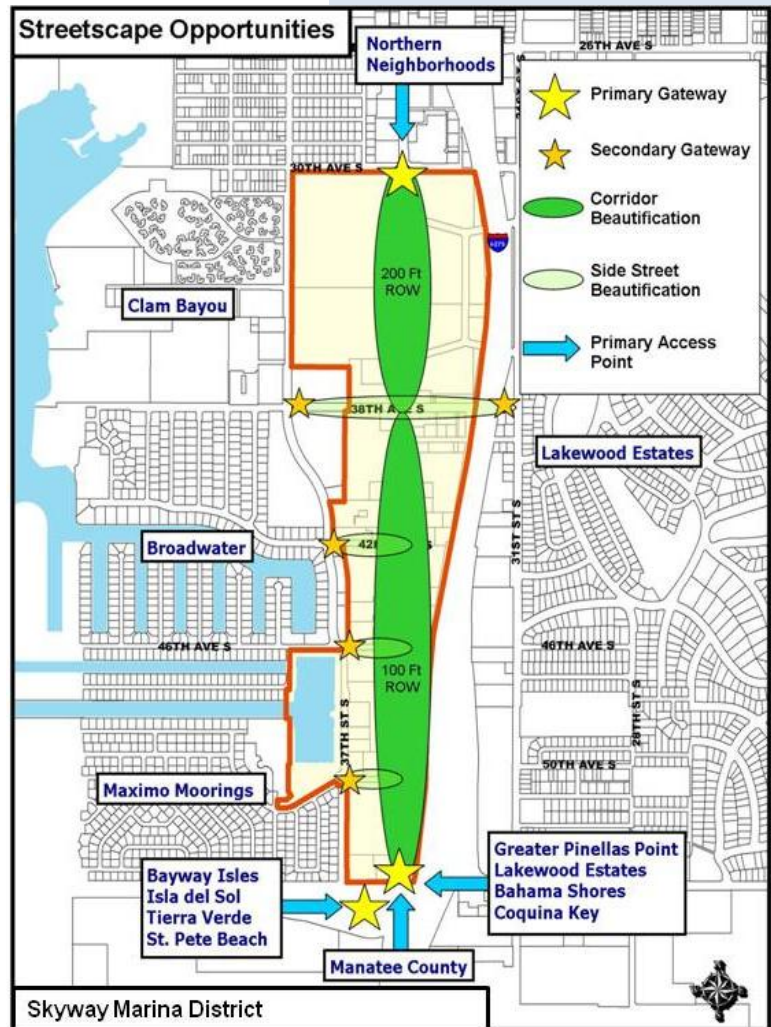 Streetscape Opportunities
Northern
Neighborhoods
26TH AVE S
Primary Gateway
Secondary Gateway
Corridor
Beautification
Side Street
Beautification
Primary Access
Point
30TH AVE S
I-275
200 Ft
ROW
Clam Bayou
38TH AVE S
Lakewood Estates
31ST ST S
Broadwater
46TH AVE S
46TH AVE S
100 Ft
ROW
37TH ST S
28TH ST S
50TH AVE S
Maximo Moorings
Bayway Isles
Isla del Sol
Tierra Verde
St. Pete Beach
Greater Pinellas Point
Lakewood Estates
Bahama Shores
Coquina Key
Manatee County
Skyway Marina District